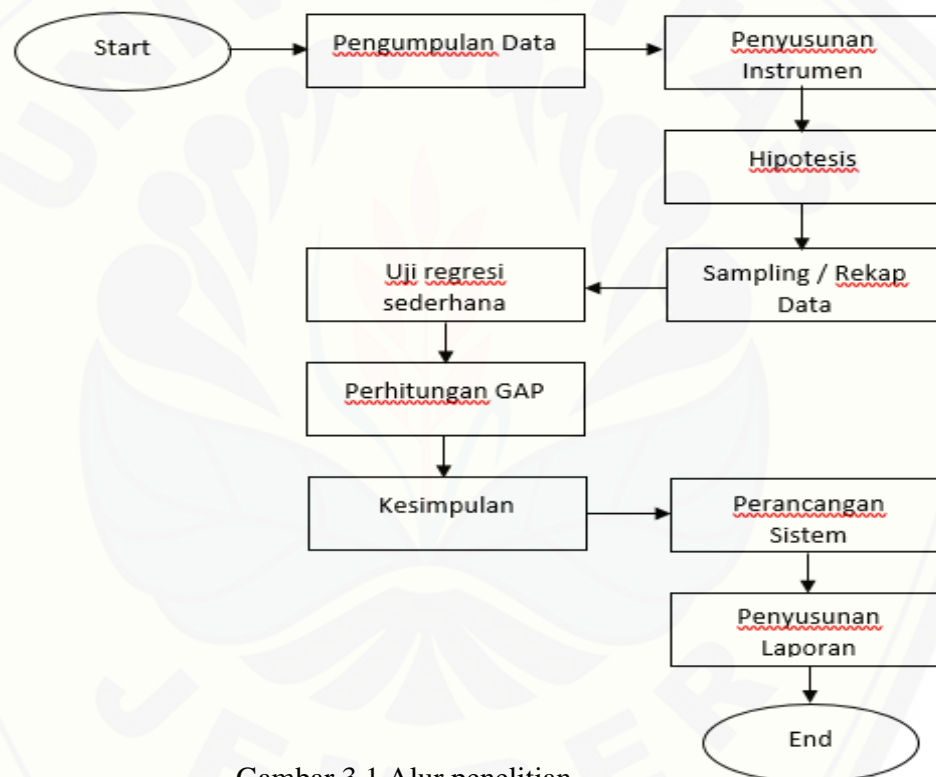 Start
Pengumpulan Data
Penyusunan
Instrumen
Hipotesis
Sampling / Rekap
Data
Uji regresi
sederhana
Perhitungan GAP
Kesimpulan
Perancangan
Sistem
Penyusunan
Laporan
End
Gambar 3.1 Alur penelitian